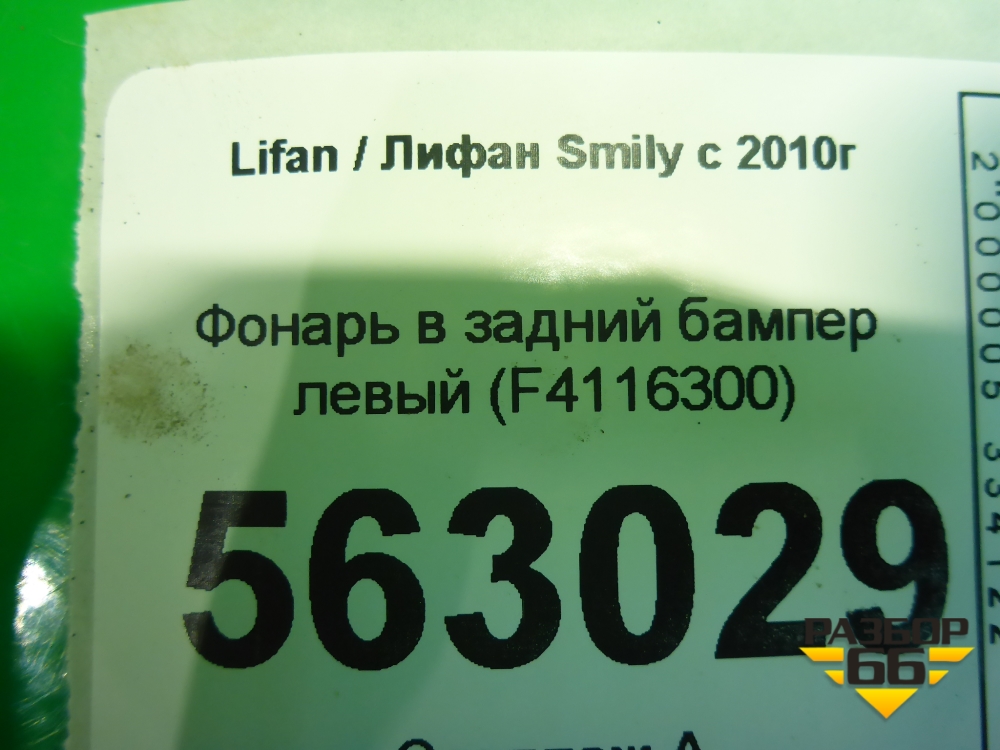 Lifan / Лифан Smily с 2010г
Фонарь в задний бампер
левый (F4116300)
563029
РАЗБОР
66